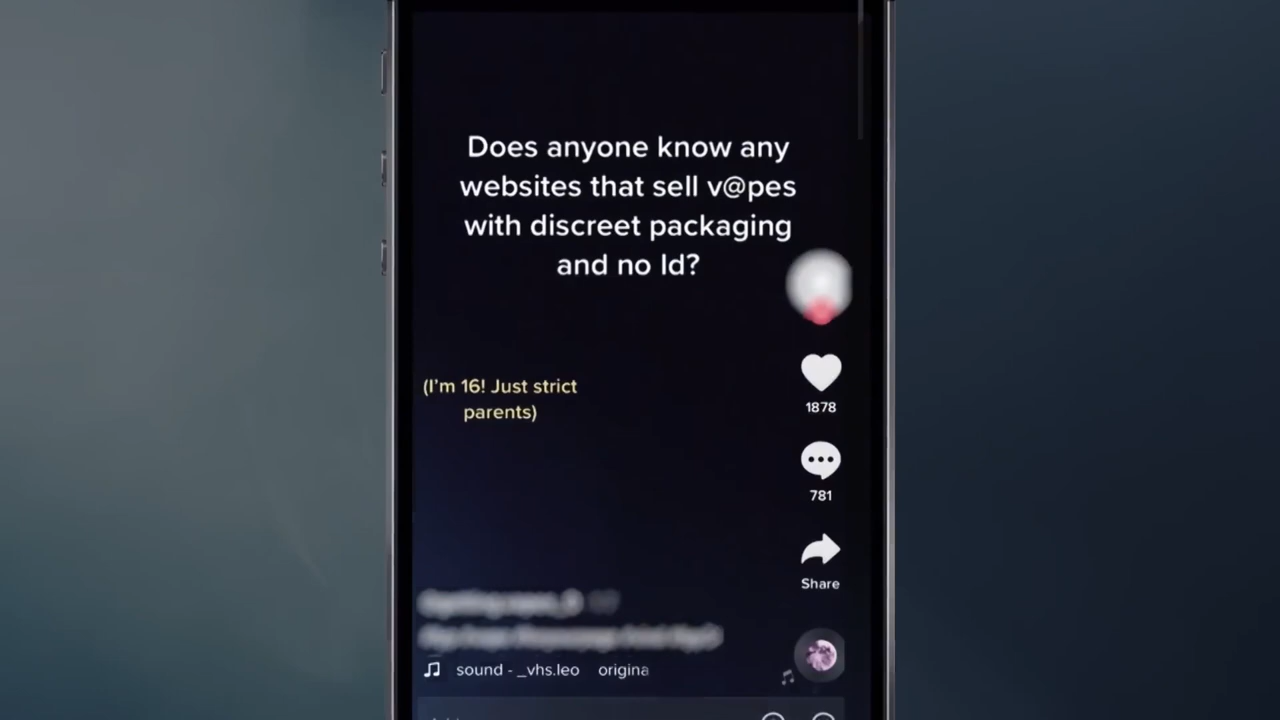 Does anyone know any
websites that sell v@pes
with discreet packaging
and no Id?
(I'm 16! Just strict
parents)
1878
781
Share
sound - _vhs.leo origina